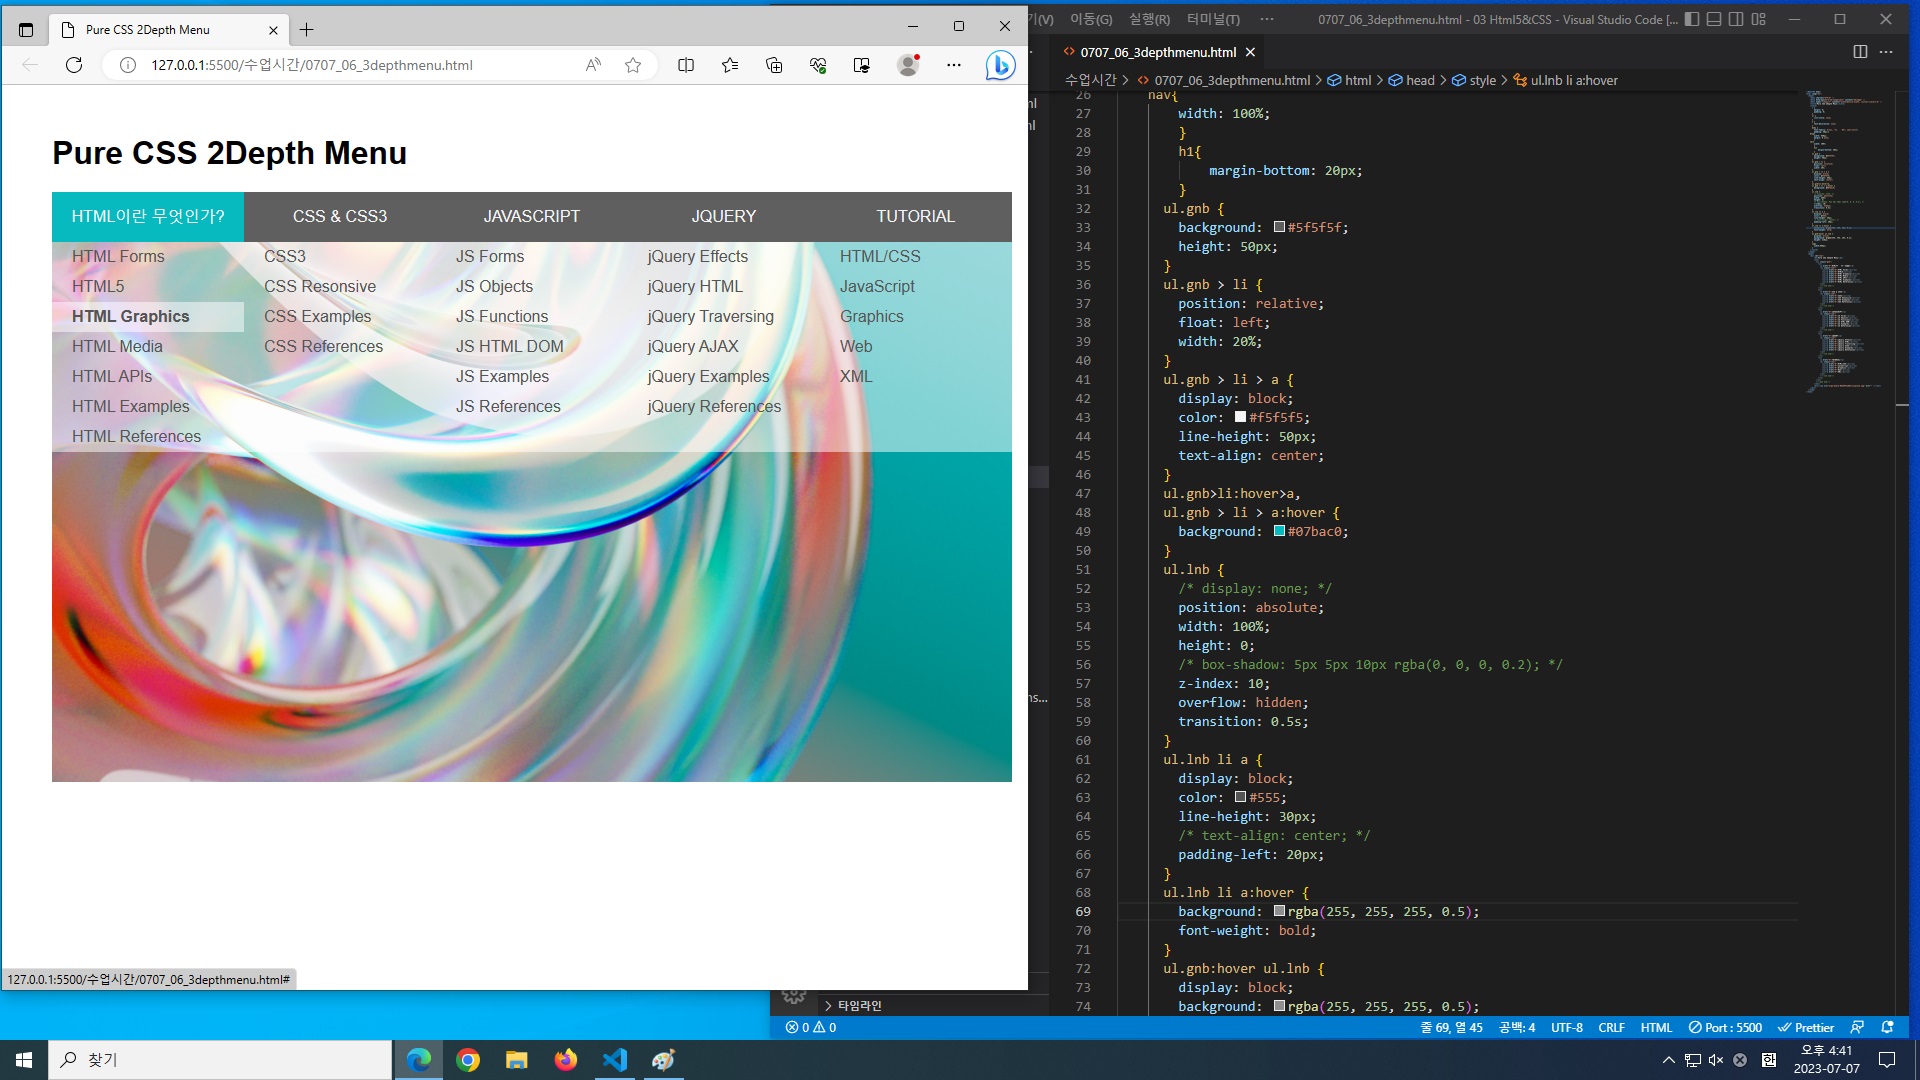 Pure CSS 2Depth Menu
127.0.0.1:5500/수업시간/0707_06_3depthmenu.html
Pure CSS 2Depth Menu
HTML이란 무엇인가? CSS & CSS3 JAVASCRIPT JQUERY TUTORIAL
HTML Forms CSS3 JS Forms jQuery Effects HTML/CSS
HTML5 CSS Resonsive JS Objects jQuery HTML JavaScript
HTML Graphics CSS Examples JS Functions jQuery Traversing Graphics
HTML Media CSS References JS HTML DOM jQuery AJAX Web
HTML APIs JS Examples jQuery Examples XML
HTML Examples JS References jQuery References
HTML References
127.0.0.1:5500/수업시간/0707_06_3depthmenu.html#
(V) 이동(G) 실행(R) 터미널(T) ··· 0707_06_3depthmenu.html - 03 Html5&CSS - Visual Studio Code [...
0707_06_3depthmenu.html
수업시간 > 0707_06_3depthmenu.html > html > head > style > ul.lnb li a:hover
26 nav{
27 width: 100%;
28 }
29 h1{
30 margin-bottom: 20px;
31 }
32 ul.gnb {
33 background: #5f5f5f;
34 height: 50px;
35 }
36 ul.gnb > li {
37 position: relative;
38 float: left;
39 width: 20%;
40 }
41 ul.gnb > li > a {
42 display: block;
43 color: #f5f5f5;
44 line-height: 50px;
45 text-align: center;
46 }
47 ul.gnb>li:hover>a,
48 ul.gnb > li > a:hover {
49 background: #07bac0;
50 }
51 ul.lnb {
52 /* display: none; */
53 position: absolute;
54 width: 100%;
55 height: 0;
56 /* box-shadow: 5px 5px 10px rgba(0, 0, 0, 0.2); */
57 z-index: 10;
58 overflow: hidden;
59 transition: 0.5s;
60 }
61 ul.lnb li a {
62 display: block;
63 color: #555;
64 line-height: 30px;
65 /* text-align: center; */
66 padding-left: 20px;
67 }
68 ul.lnb li a:hover {
69 background: rgba(255, 255, 255, 0.5);
70 font-weight: bold;
71 }
72 ul.gnb:hover ul.lnb {
73 display: block;
74 background: rgba(255, 255, 255, 0.5);
ml
ml
ns...
타임라인
0 0 줄 69, 열 45 공백: 4 UTF-8 CRLF HTML Port : 5500 Prettier
찾기
한
오후 4:41
2023-07-07